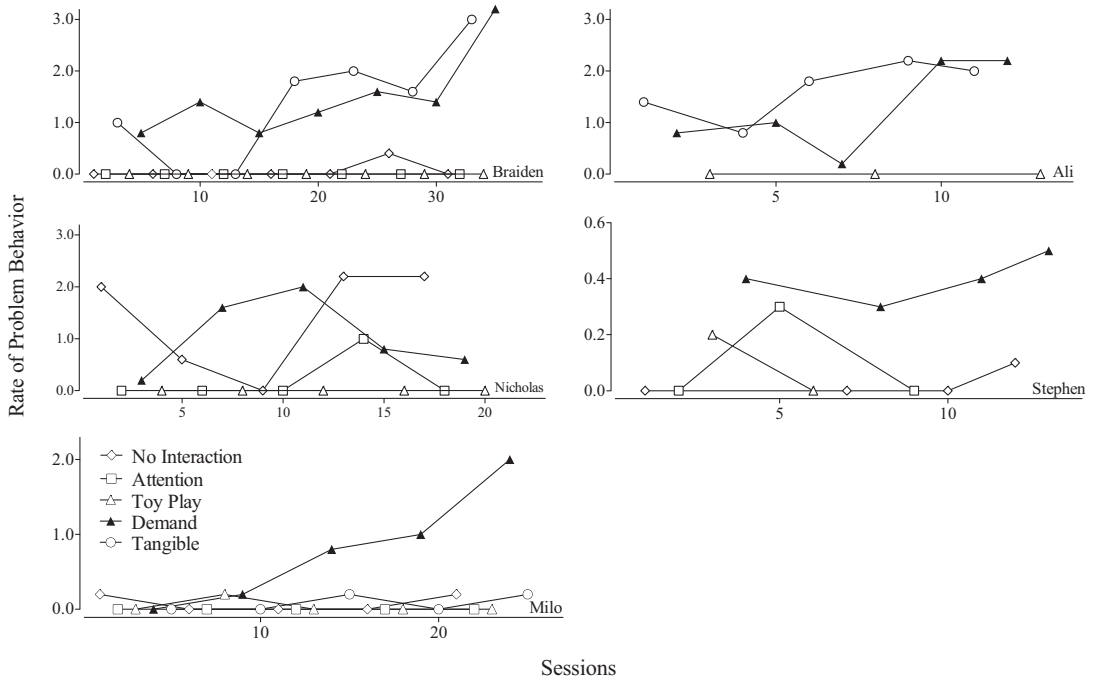 Rate of Problem Behavior
3.0
2.0
1.0
0.0
10
20
30
Braiden
3.0
2.0
1.0
0.0
5
10
Ali
3.0
2.0
1.0
0.0
5
10
15
20
Nicholas
0.6
0.4
0.2
0.0
5
10
Stephen
2.0
1.0
0.0
10
20
Milo
No Interaction
Attention
Toy Play
Demand
Tangible
Sessions